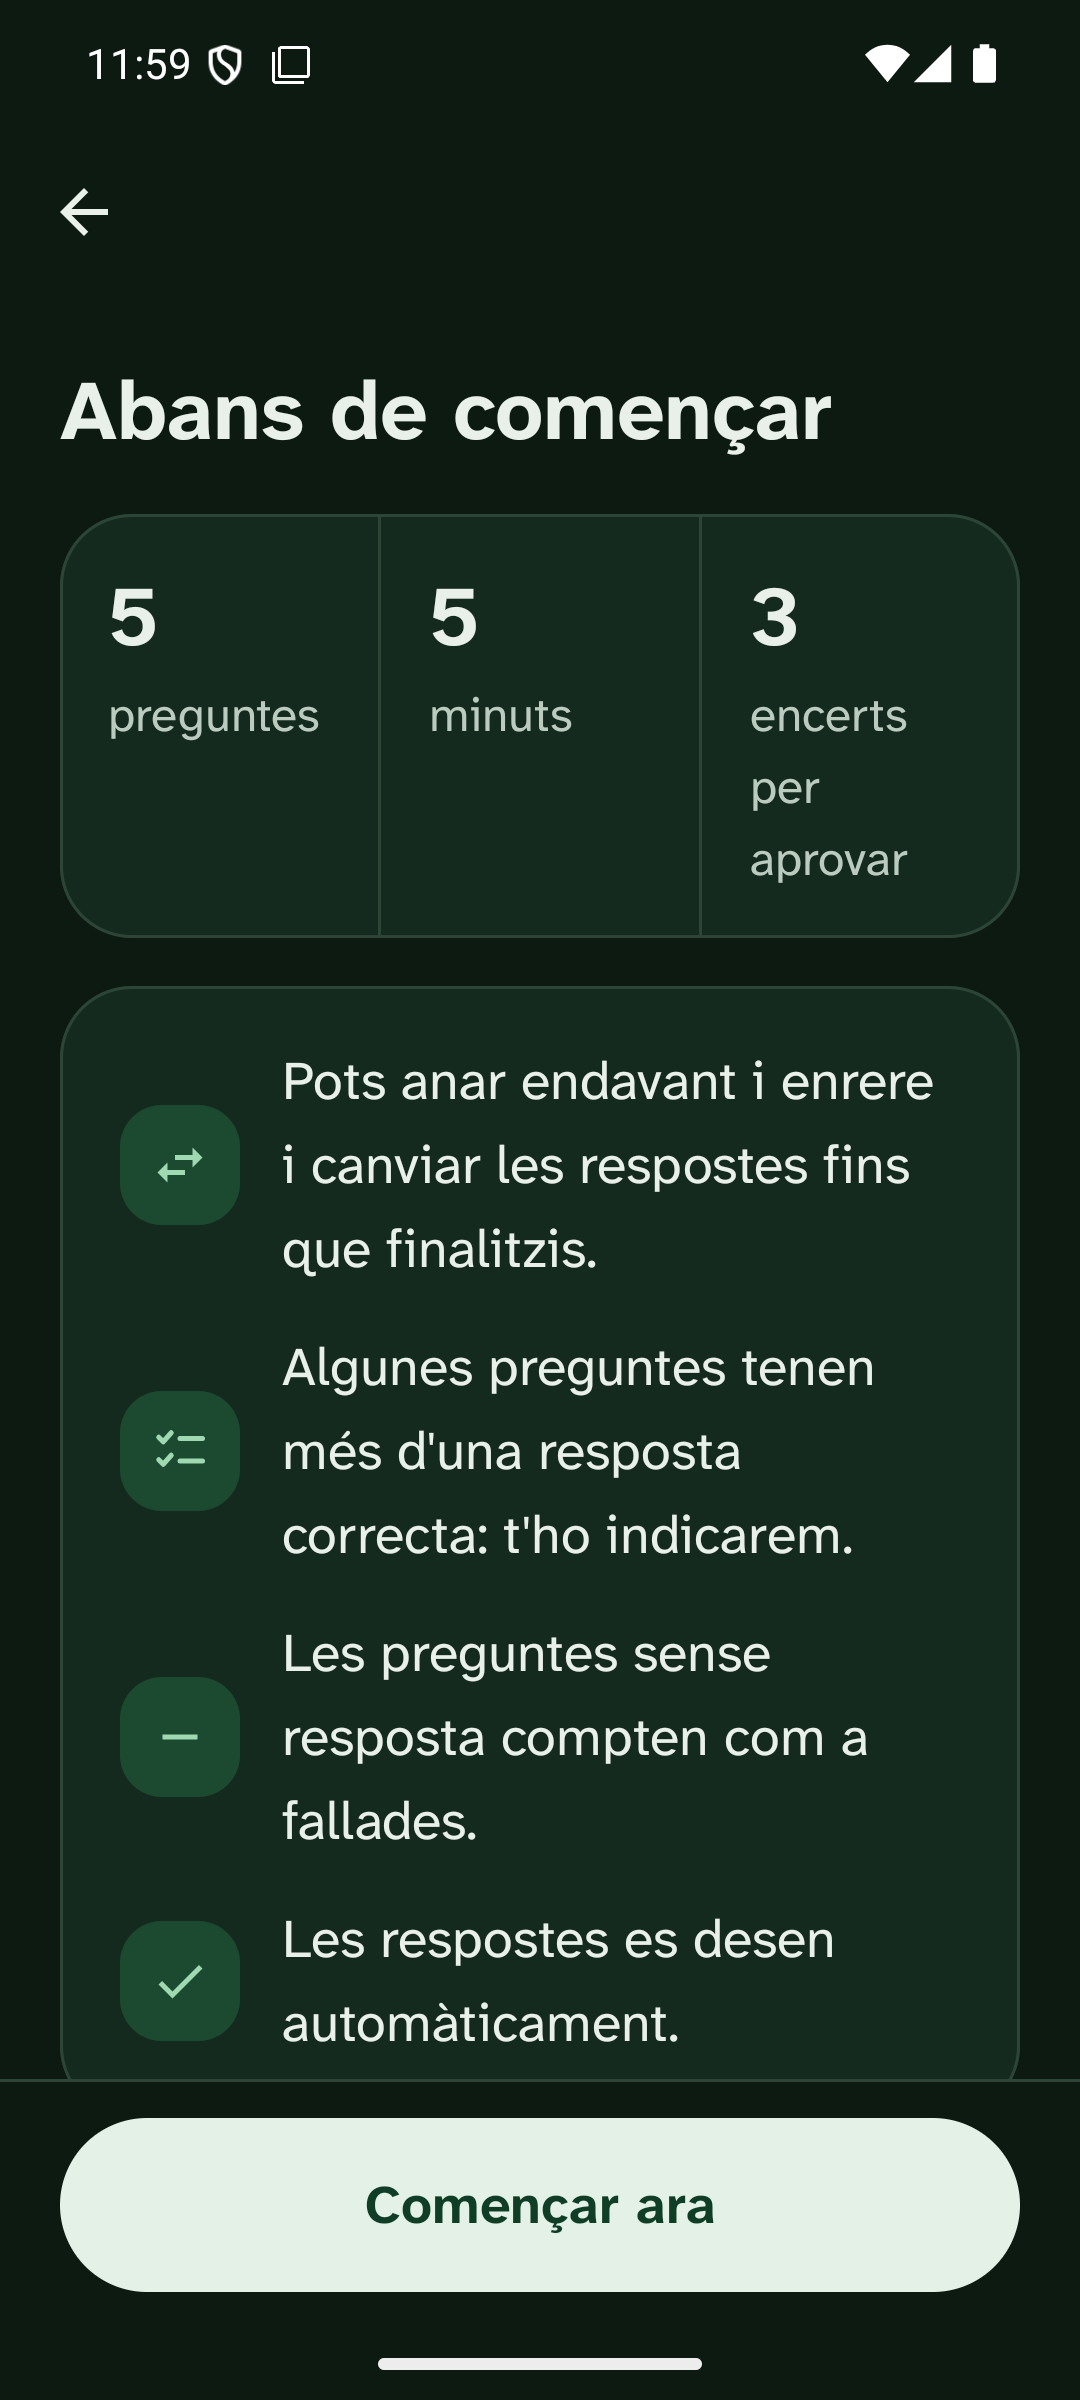 11:59
Abans de començar
5
preguntes
5
minuts
3
encerts
per
aprovar
Pots anar endavant i enrere
i canviar les respostes fins
que finalitzis.
Algunes preguntes tenen
més d'una resposta
correcta: t'ho indicarem.
Les preguntes sense
resposta compten com a
fallades.
Les respostes es desen
automàticament.
Començar ara